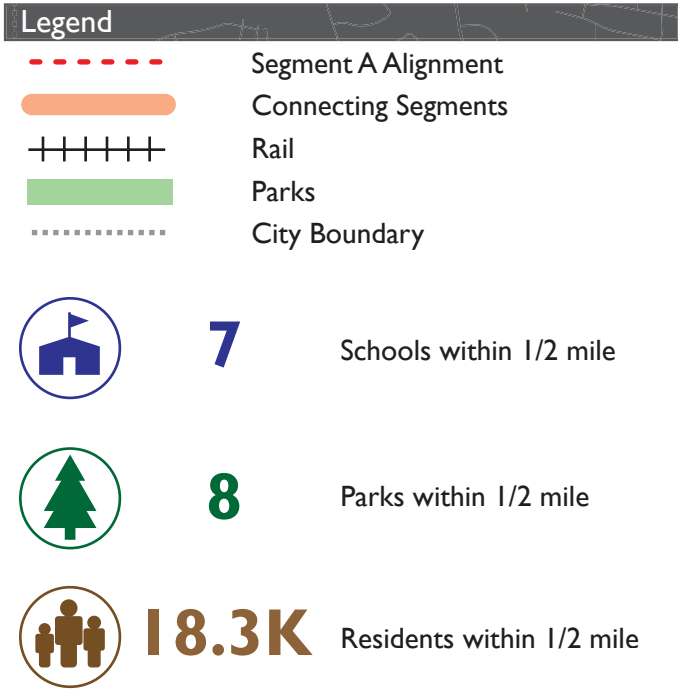 Legend
Segment A Alignment
Connecting Segments
Rail
Parks
City Boundary
7 Schools within 1/2 mile
8 Parks within 1/2 mile
18.3K Residents within 1/2 mile